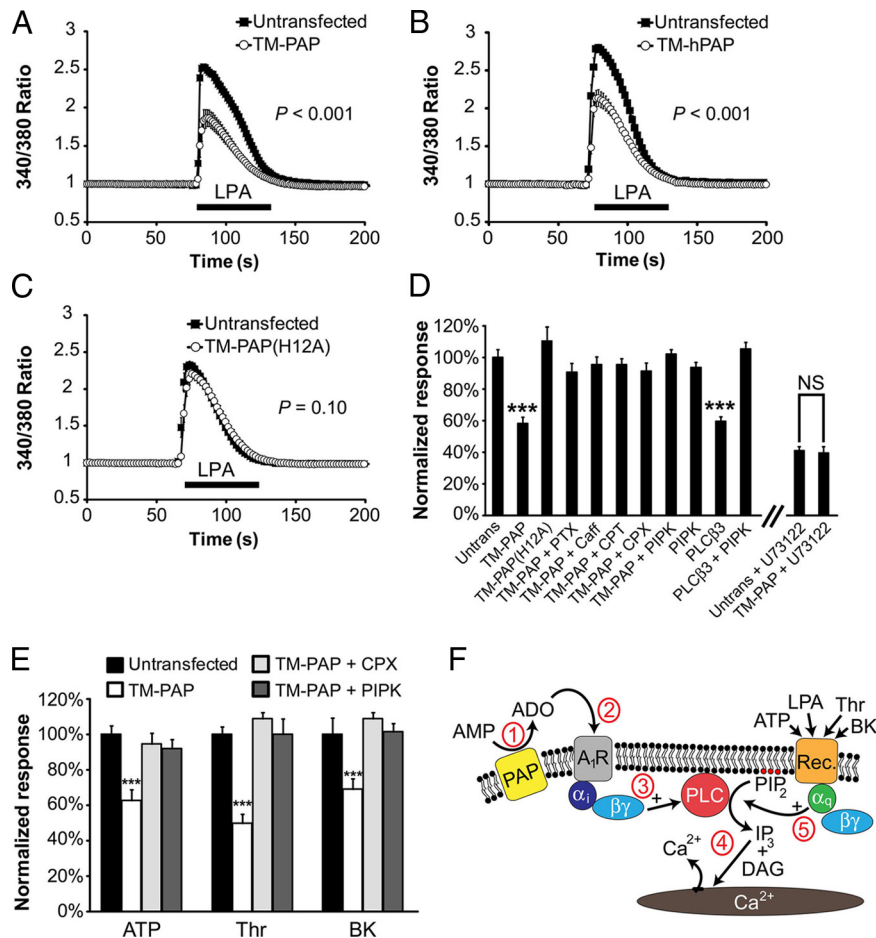 A
Untransfected
TM-PAP
3
2.5
2
1.5
1
0.5
340/380 Ratio
P < 0.001
LPA
0 50 100 150 200
Time (s)
B
Untransfected
TM-hPAP
3
2.5
2
1.5
1
0.5
340/380 Ratio
P < 0.001
LPA
0 50 100 150 200
Time (s)
C
Untransfected
TM-PAP(H12A)
3
2.5
2
1.5
1
0.5
340/380 Ratio
P = 0.10
LPA
0 50 100 150 200
Time (s)
D
120%
100%
80%
60%
40%
20%
0%
Normalized response
***
***
NS
Untrans
TM-PAP
TM-PAP(H12A)
TM-PAP + PTX
TM-PAP + Caff
TM-PAP + CPT
TM-PAP + CPX
TM-PAP + PIPK
PIPK
PLCβ3
PLCβ3 + PIPK
Untrans + U73122
TM-PAP + U73122
E
Untransfected
TM-PAP + CPX
TM-PAP
TM-PAP + PIPK
120%
100%
80%
60%
40%
20%
0%
Normalized response
***
***
***
ATP Thr BK
F
AMP
1
ADO
2
LPA
Thr
ATP
BK
PAP
A1R
PLC
PIP2
Rec.
αi
βγ
3
+
+
αq
βγ
5
4
IP3
+
DAG
Ca2+
Ca2+